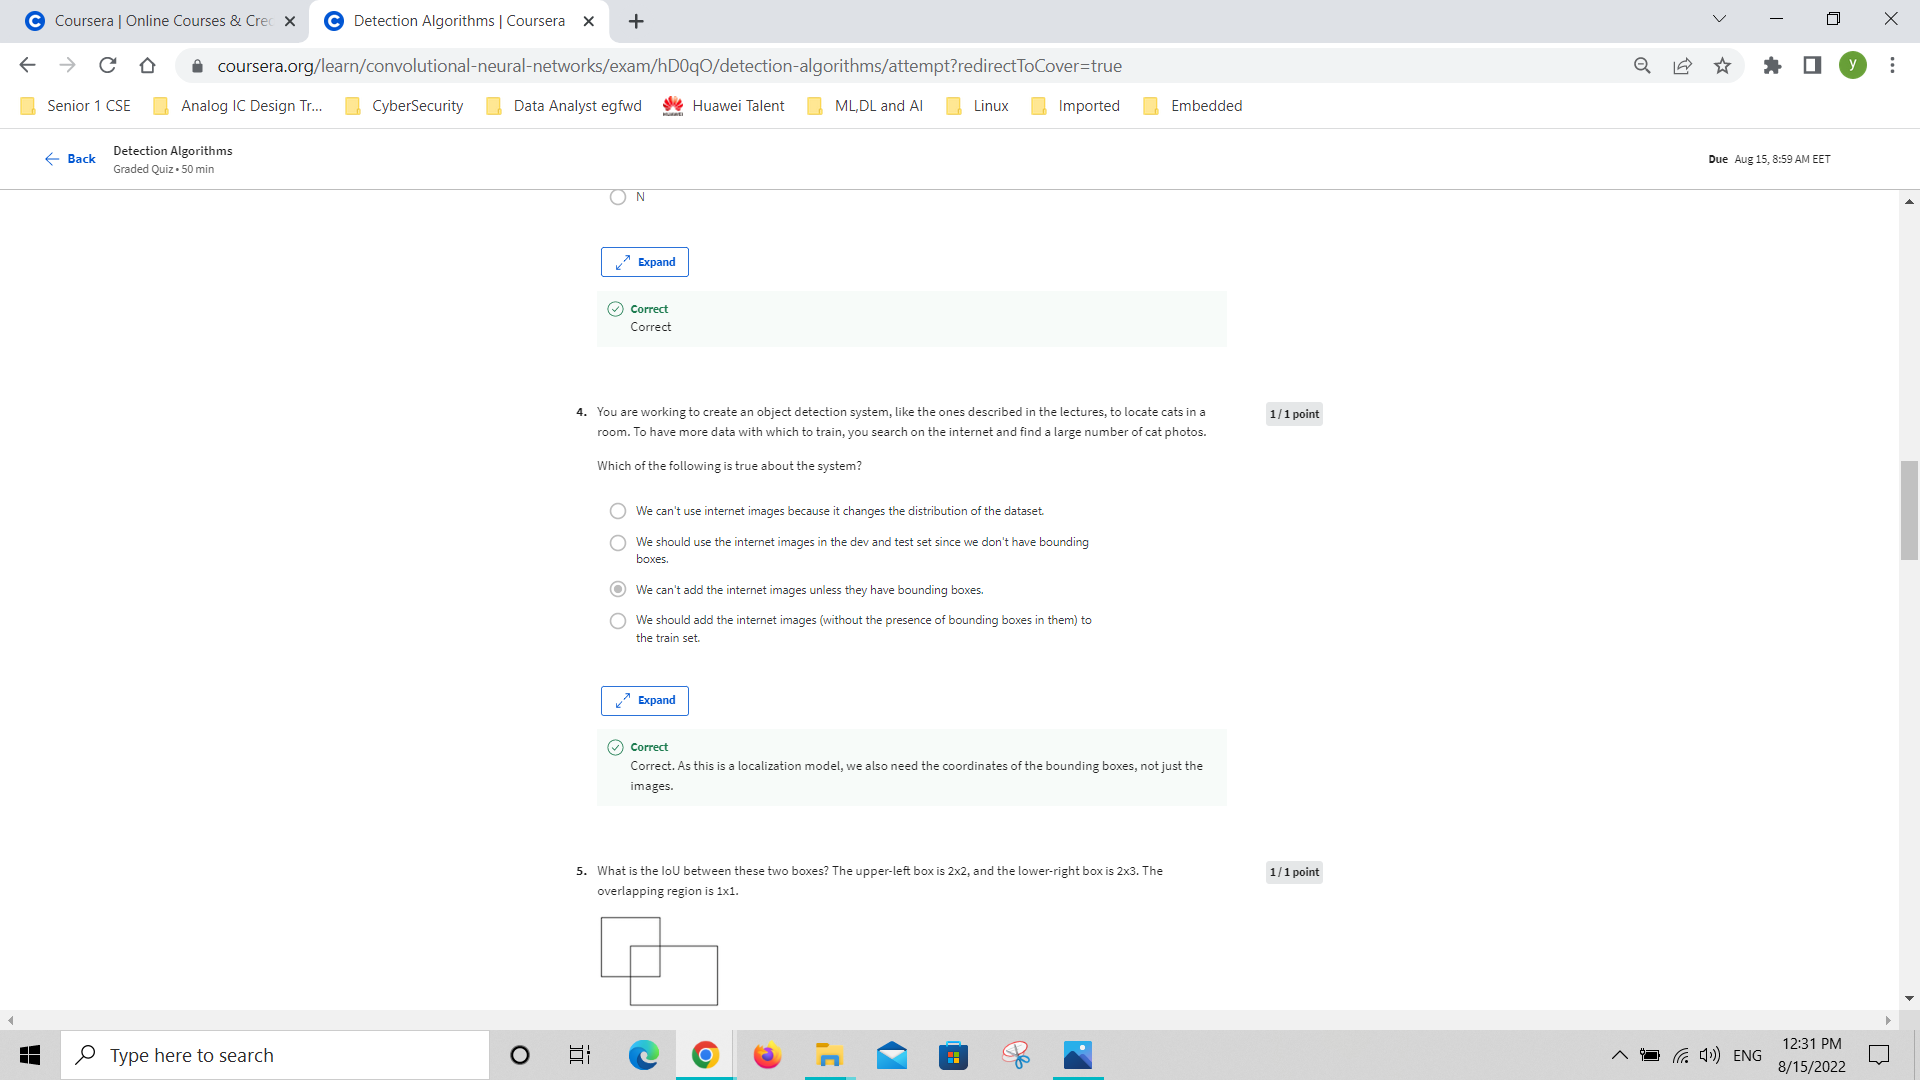 Coursera | Online Courses & Cre
Detection Algorithms | Coursera
coursera.org/learn/convolutional-neural-networks/exam/hD0qO/detection-algorithms/attempt?redirectToCover=true
y
Senior 1 CSE
Analog IC Design Tr...
CyberSecurity
Data Analyst egfwd
Huawei Talent
ML,DL and AI
Linux
Imported
Embedded
Back
Detection Algorithms
Graded Quiz • 50 min
Due Aug 15, 8:59 AM EET
N
Expand
Correct
Correct
4. You are working to create an object detection system, like the ones described in the lectures, to locate cats in a
room. To have more data with which to train, you search on the internet and find a large number of cat photos.
1 / 1 point
Which of the following is true about the system?
We can't use internet images because it changes the distribution of the dataset.
We should use the internet images in the dev and test set since we don't have bounding
boxes.
We can't add the internet images unless they have bounding boxes.
We should add the internet images (without the presence of bounding boxes in them) to
the train set.
Expand
Correct
Correct. As this is a localization model, we also need the coordinates of the bounding boxes, not just the
images.
5. What is the IoU between these two boxes? The upper-left box is 2x2, and the lower-right box is 2x3. The
overlapping region is 1x1.
1 / 1 point
Type here to search
ENG
12:31 PM
8/15/2022